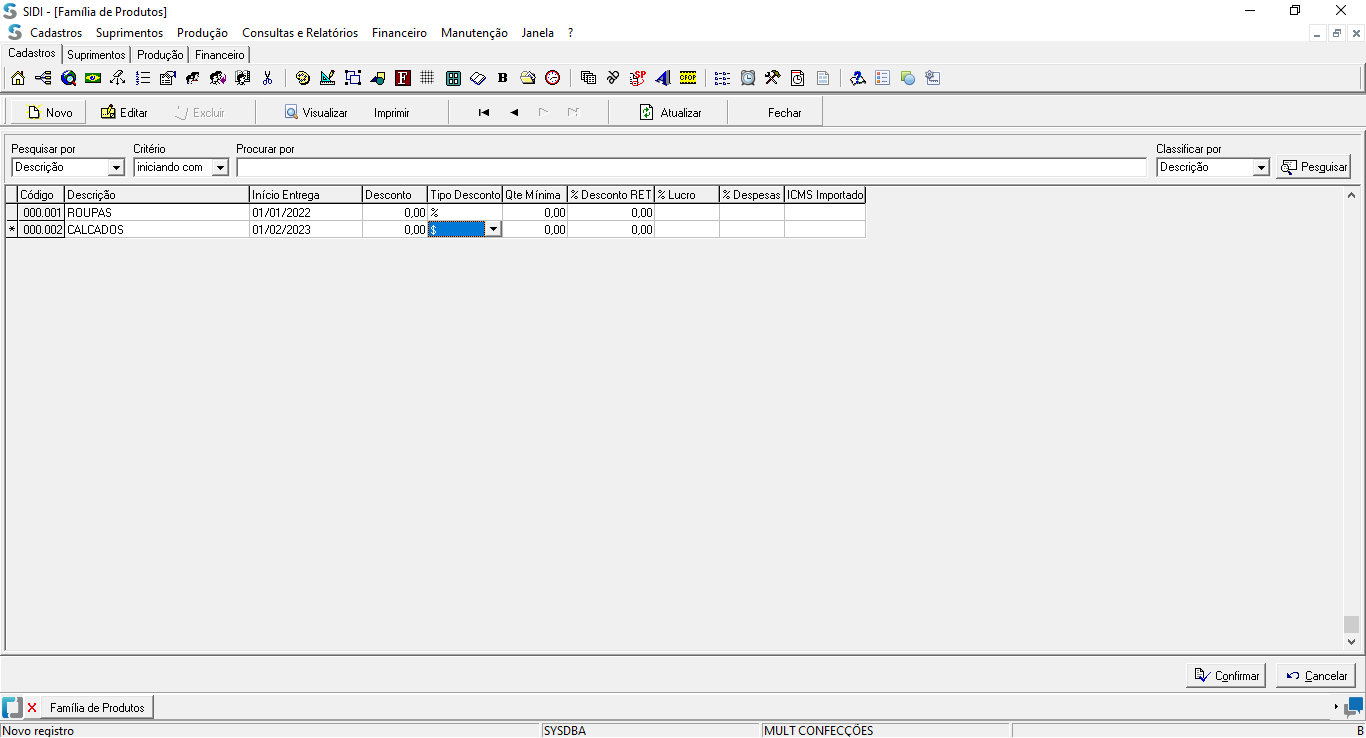 SIDI - [Família de Produtos]
Cadastros Suprimentos Produção Consultas e Relatórios Financeiro Manutenção Janela ?
Cadastros Suprimentos Produção Financeiro
F B SP CFOP
Novo Editar Excluir Visualizar Imprimir Atualizar Fechar
Pesquisar por Critério Procurar por Classificar por
Descrição iniciando com Descrição Pesquisar
Código Descrição Início Entrega Desconto Tipo Desconto Qte Mínima % Desconto RET % Lucro % Despesas ICMS Importado
000.001 ROUPAS 01/01/2022 0,00 % 0,00 0,00
* 000.002 CALCADOS 01/02/2023 0,00 $ 0,00 0,00
Confirmar Cancelar
Família de Produtos
Novo registro SYSDBA MULT CONFECÇÕES B